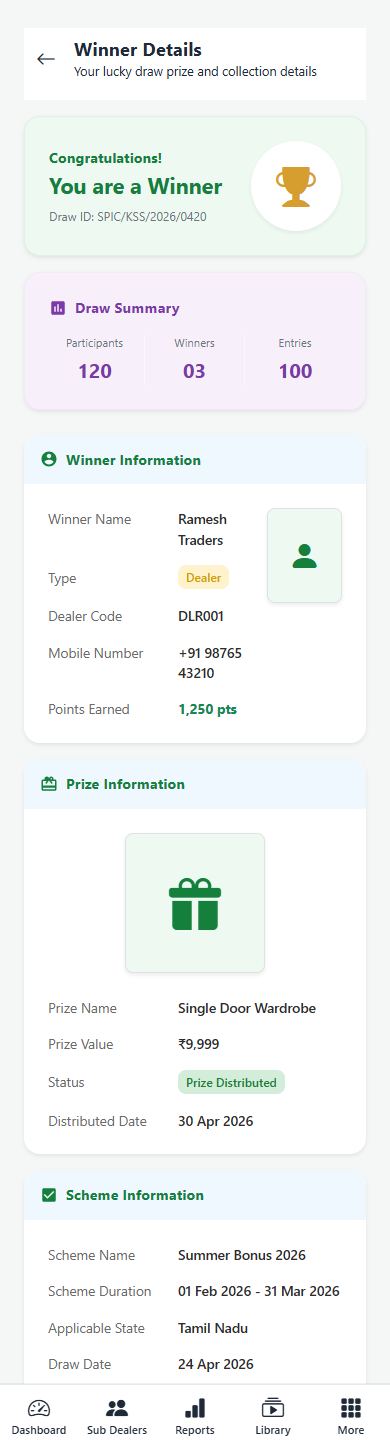 Winner Details
Your lucky draw prize and collection details
Congratulations!
You are a Winner
Draw ID: SPIC/KSS/2026/0420
Draw Summary
Participants Winners Entries
120 03 100
Winner Information
Winner Name Ramesh
Traders
Type Dealer
Dealer Code DLR001
Mobile Number +91 98765
43210
Points Earned 1,250 pts
Prize Information
Prize Name Single Door Wardrobe
Prize Value ₹9,999
Status Prize Distributed
Distributed Date 30 Apr 2026
Scheme Information
Scheme Name Summer Bonus 2026
Scheme Duration 01 Feb 2026 - 31 Mar 2026
Applicable State Tamil Nadu
Draw Date 24 Apr 2026
Dashboard Sub Dealers Reports Library More